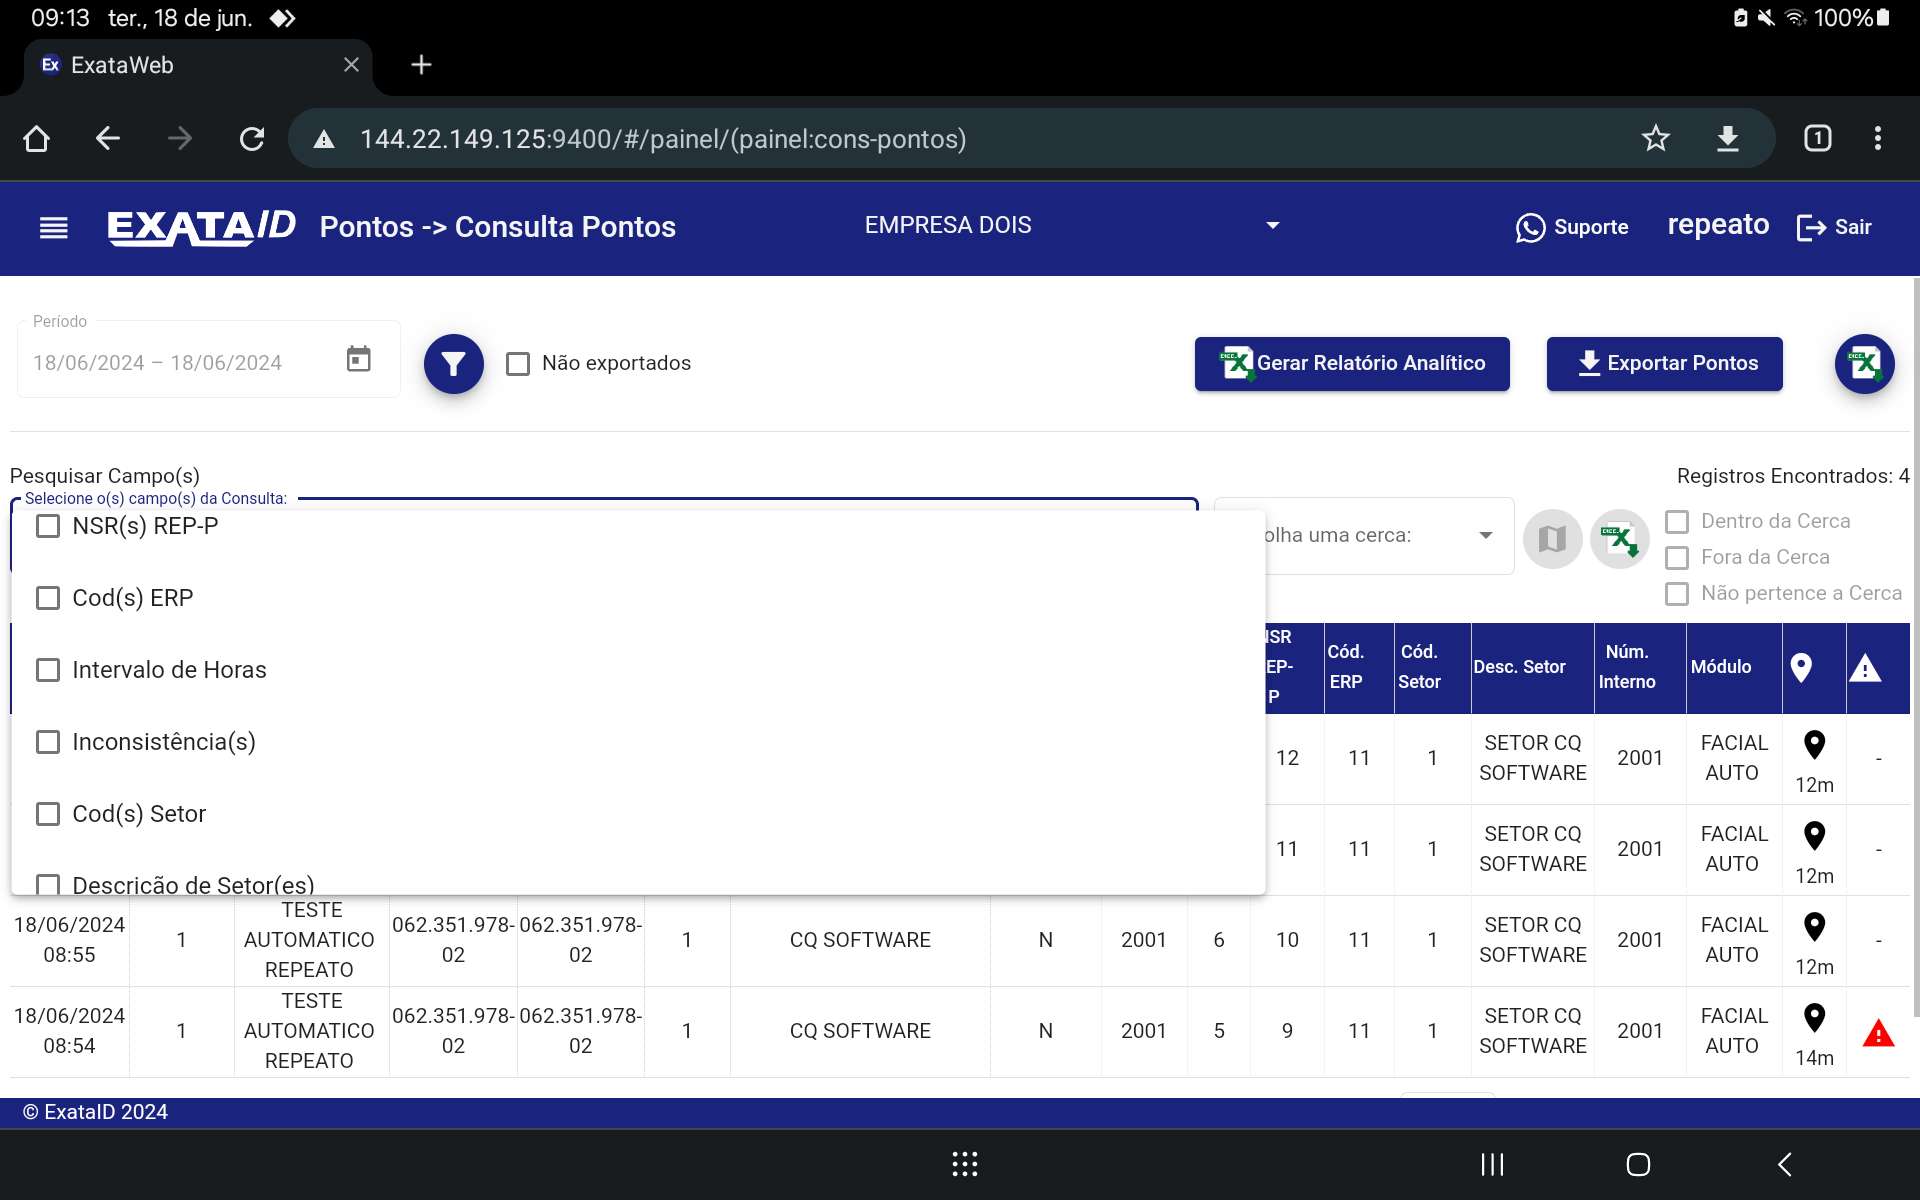 09:13 ter., 18 de jun.
100%
Ex ExataWeb
144.22.149.125:9400/#/painel/(painel:cons-pontos)
1
EXATAID Pontos -> Consulta Pontos
EMPRESA DOIS
Suporte
repeato
Sair
Período
18/06/2024 – 18/06/2024
Não exportados
Gerar Relatório Analítico
Exportar Pontos
Pesquisar Campo(s)
Registros Encontrados: 4
Selecione o(s) campo(s) da Consulta:
NSR(s) REP-P
Cod(s) ERP
Intervalo de Horas
Inconsistência(s)
Cod(s) Setor
Descrição de Setor(es)
olha uma cerca:
Dentro da Cerca
Fora da Cerca
Não pertence a Cerca
NSR
EP-
P
Cód.
ERP
Cód.
Setor
Desc. Setor
Núm.
Interno
Módulo
12 11 1 SETOR CQ SOFTWARE 2001 FACIAL AUTO 12m -
11 11 1 SETOR CQ SOFTWARE 2001 FACIAL AUTO 12m -
18/06/2024 08:55 1 TESTE AUTOMATICO REPEATO 062.351.978-02 062.351.978-02 1 CQ SOFTWARE N 2001 6 10 11 1 SETOR CQ SOFTWARE 2001 FACIAL AUTO 12m -
18/06/2024 08:54 1 TESTE AUTOMATICO REPEATO 062.351.978-02 062.351.978-02 1 CQ SOFTWARE N 2001 5 9 11 1 SETOR CQ SOFTWARE 2001 FACIAL AUTO 14m
© ExataID 2024